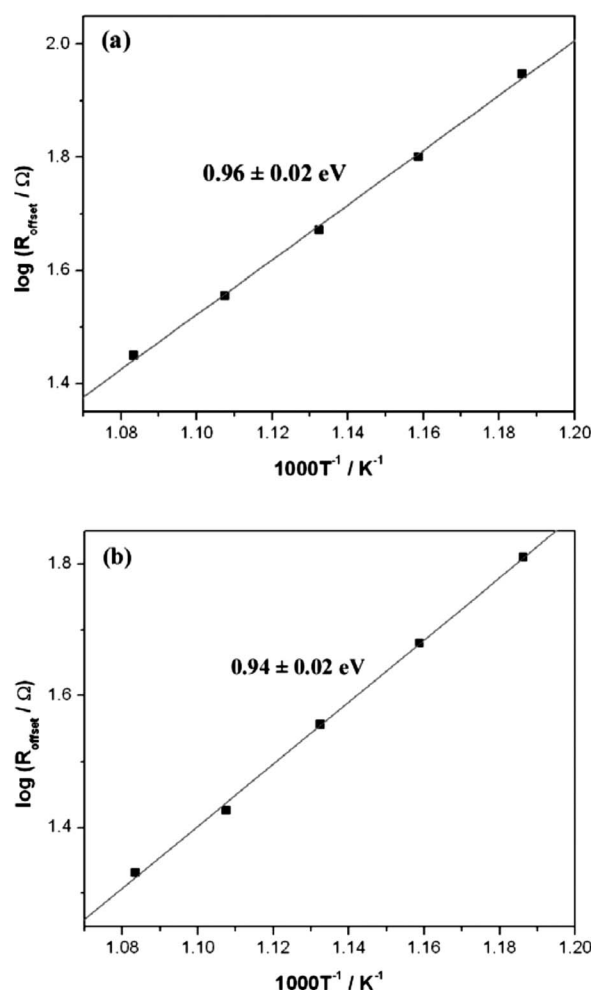 (a)
2.0
1.8
1.6
1.4
log (R_offset / Ω)
0.96 ± 0.02 eV
1.08 1.10 1.12 1.14 1.16 1.18 1.20
1000T⁻¹ / K⁻¹
(b)
1.8
1.6
1.4
log (R_offset / Ω)
0.94 ± 0.02 eV
1.08 1.10 1.12 1.14 1.16 1.18 1.20
1000T⁻¹ / K⁻¹